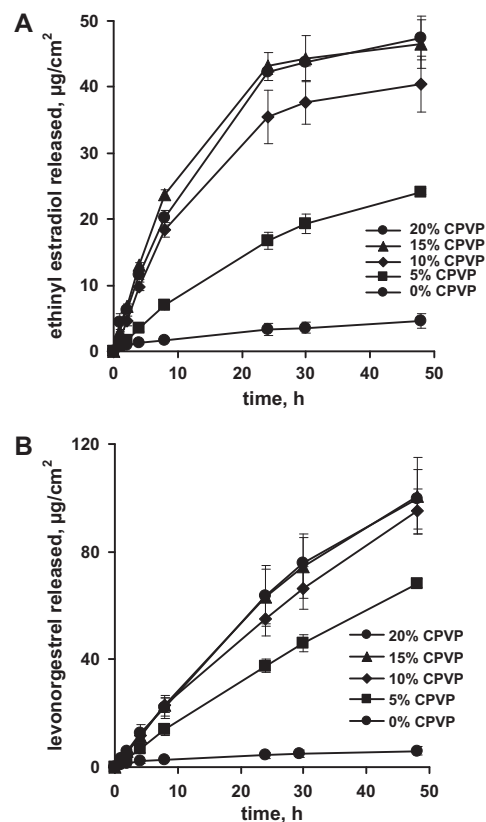 A
ethinyl estradiol released, µg/cm²
50
40
30
20
10
0
20% CPVP
15% CPVP
10% CPVP
5% CPVP
0% CPVP
0 10 20 30 40 50
time, h
B
levonorgestrel released, µg/cm²
120
80
40
0
20% CPVP
15% CPVP
10% CPVP
5% CPVP
0% CPVP
0 10 20 30 40 50
time, h